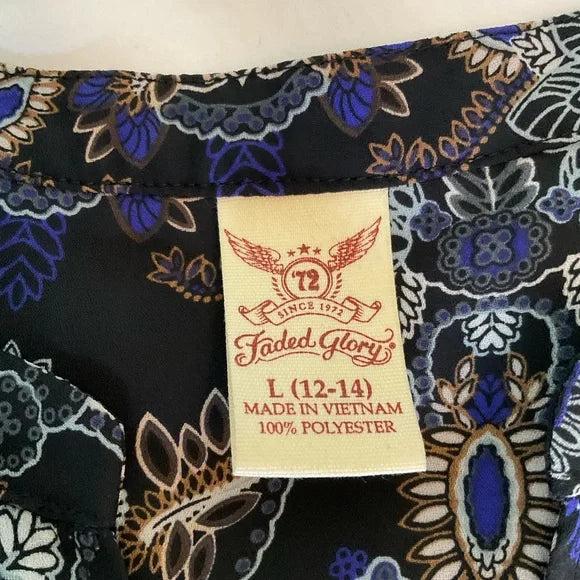 '72
SINCE 1972
Faded Glory®
L (12-14)
MADE IN VIETNAM
100% POLYESTER